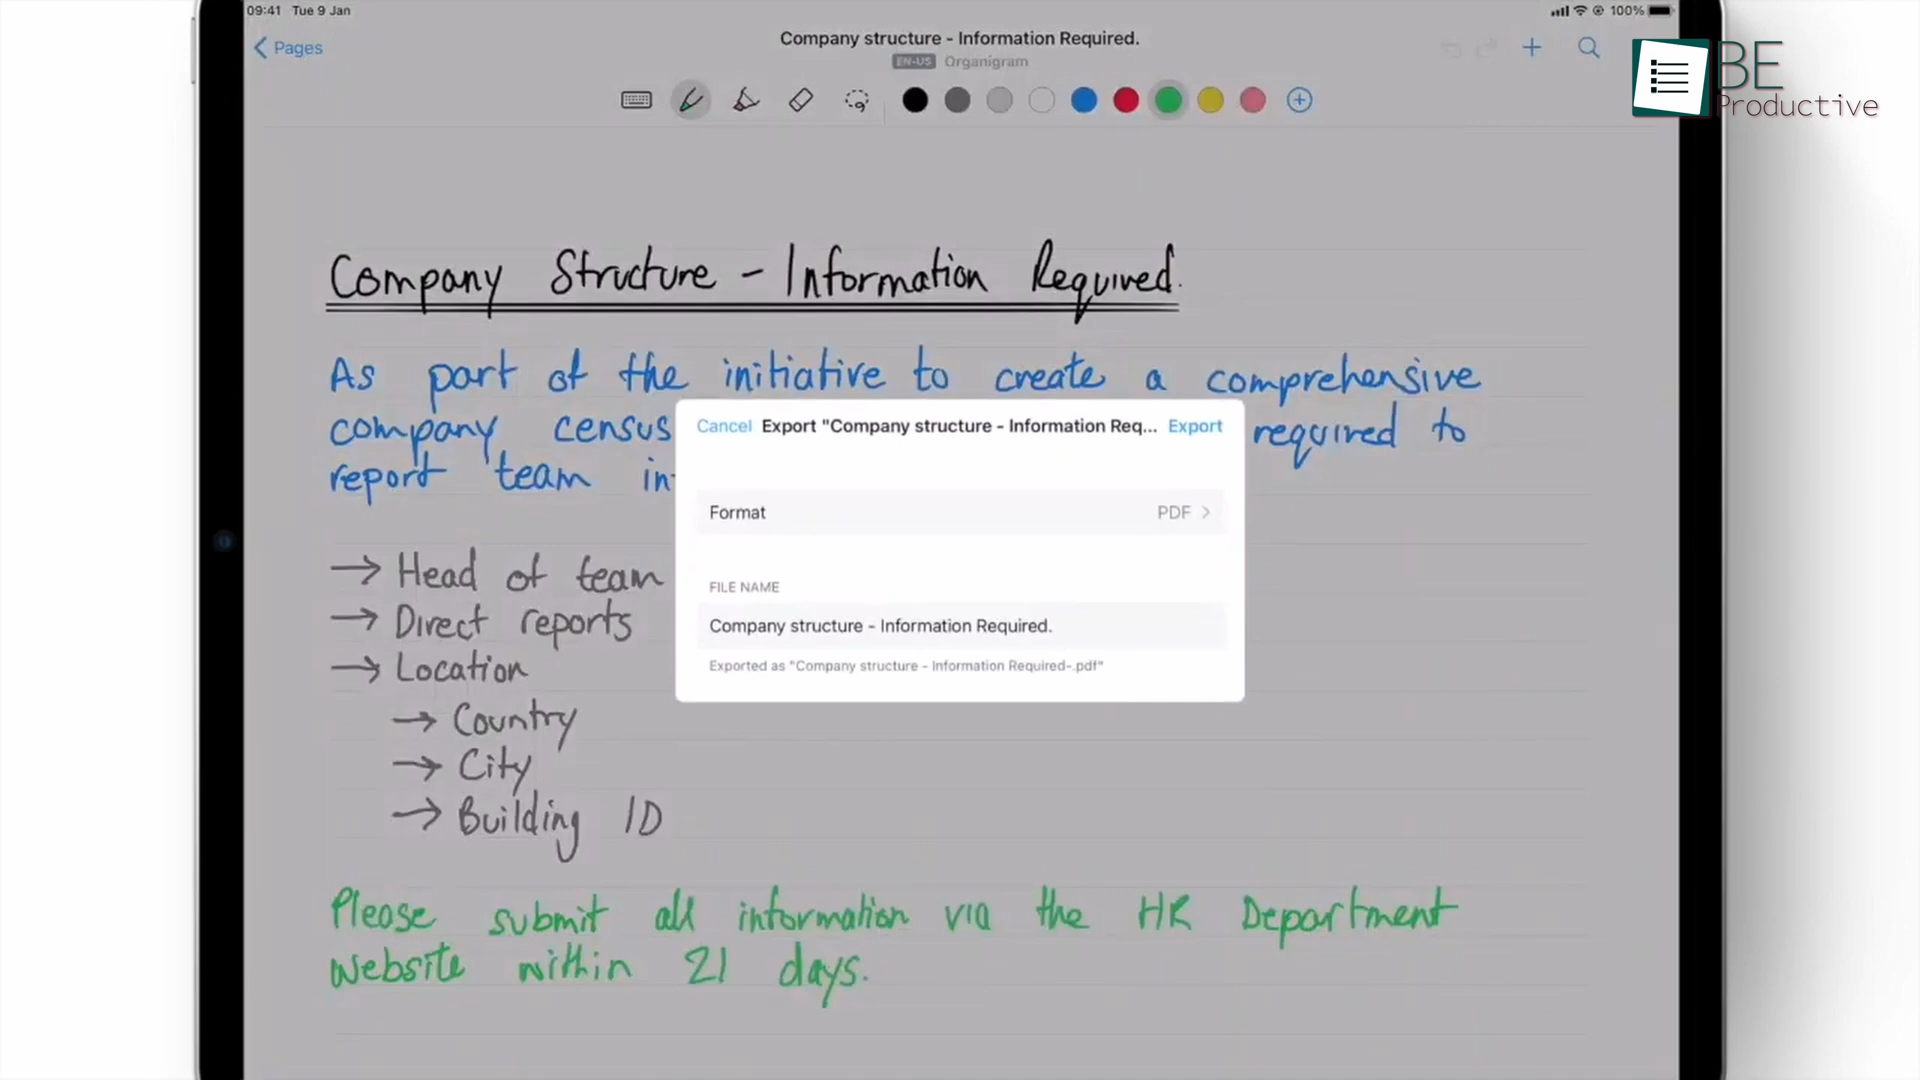 09:41 Tue 9 Jan
100%
Pages
Company structure - Information Required.
EN-US Organigram
BE
Productive
Company Structure - Information Required.
As part of the initiative to create a comprehensive
company census required to
report team in
Cancel Export "Company structure - Information Req... Export
Format PDF
FILE NAME
Company structure - Information Required.
Exported as "Company structure - Information Required-.pdf"
→ Head of team
→ Direct reports
→ Location
→ Country
→ City
→ Building ID
Please submit all information via the HR Department
website within 21 days.